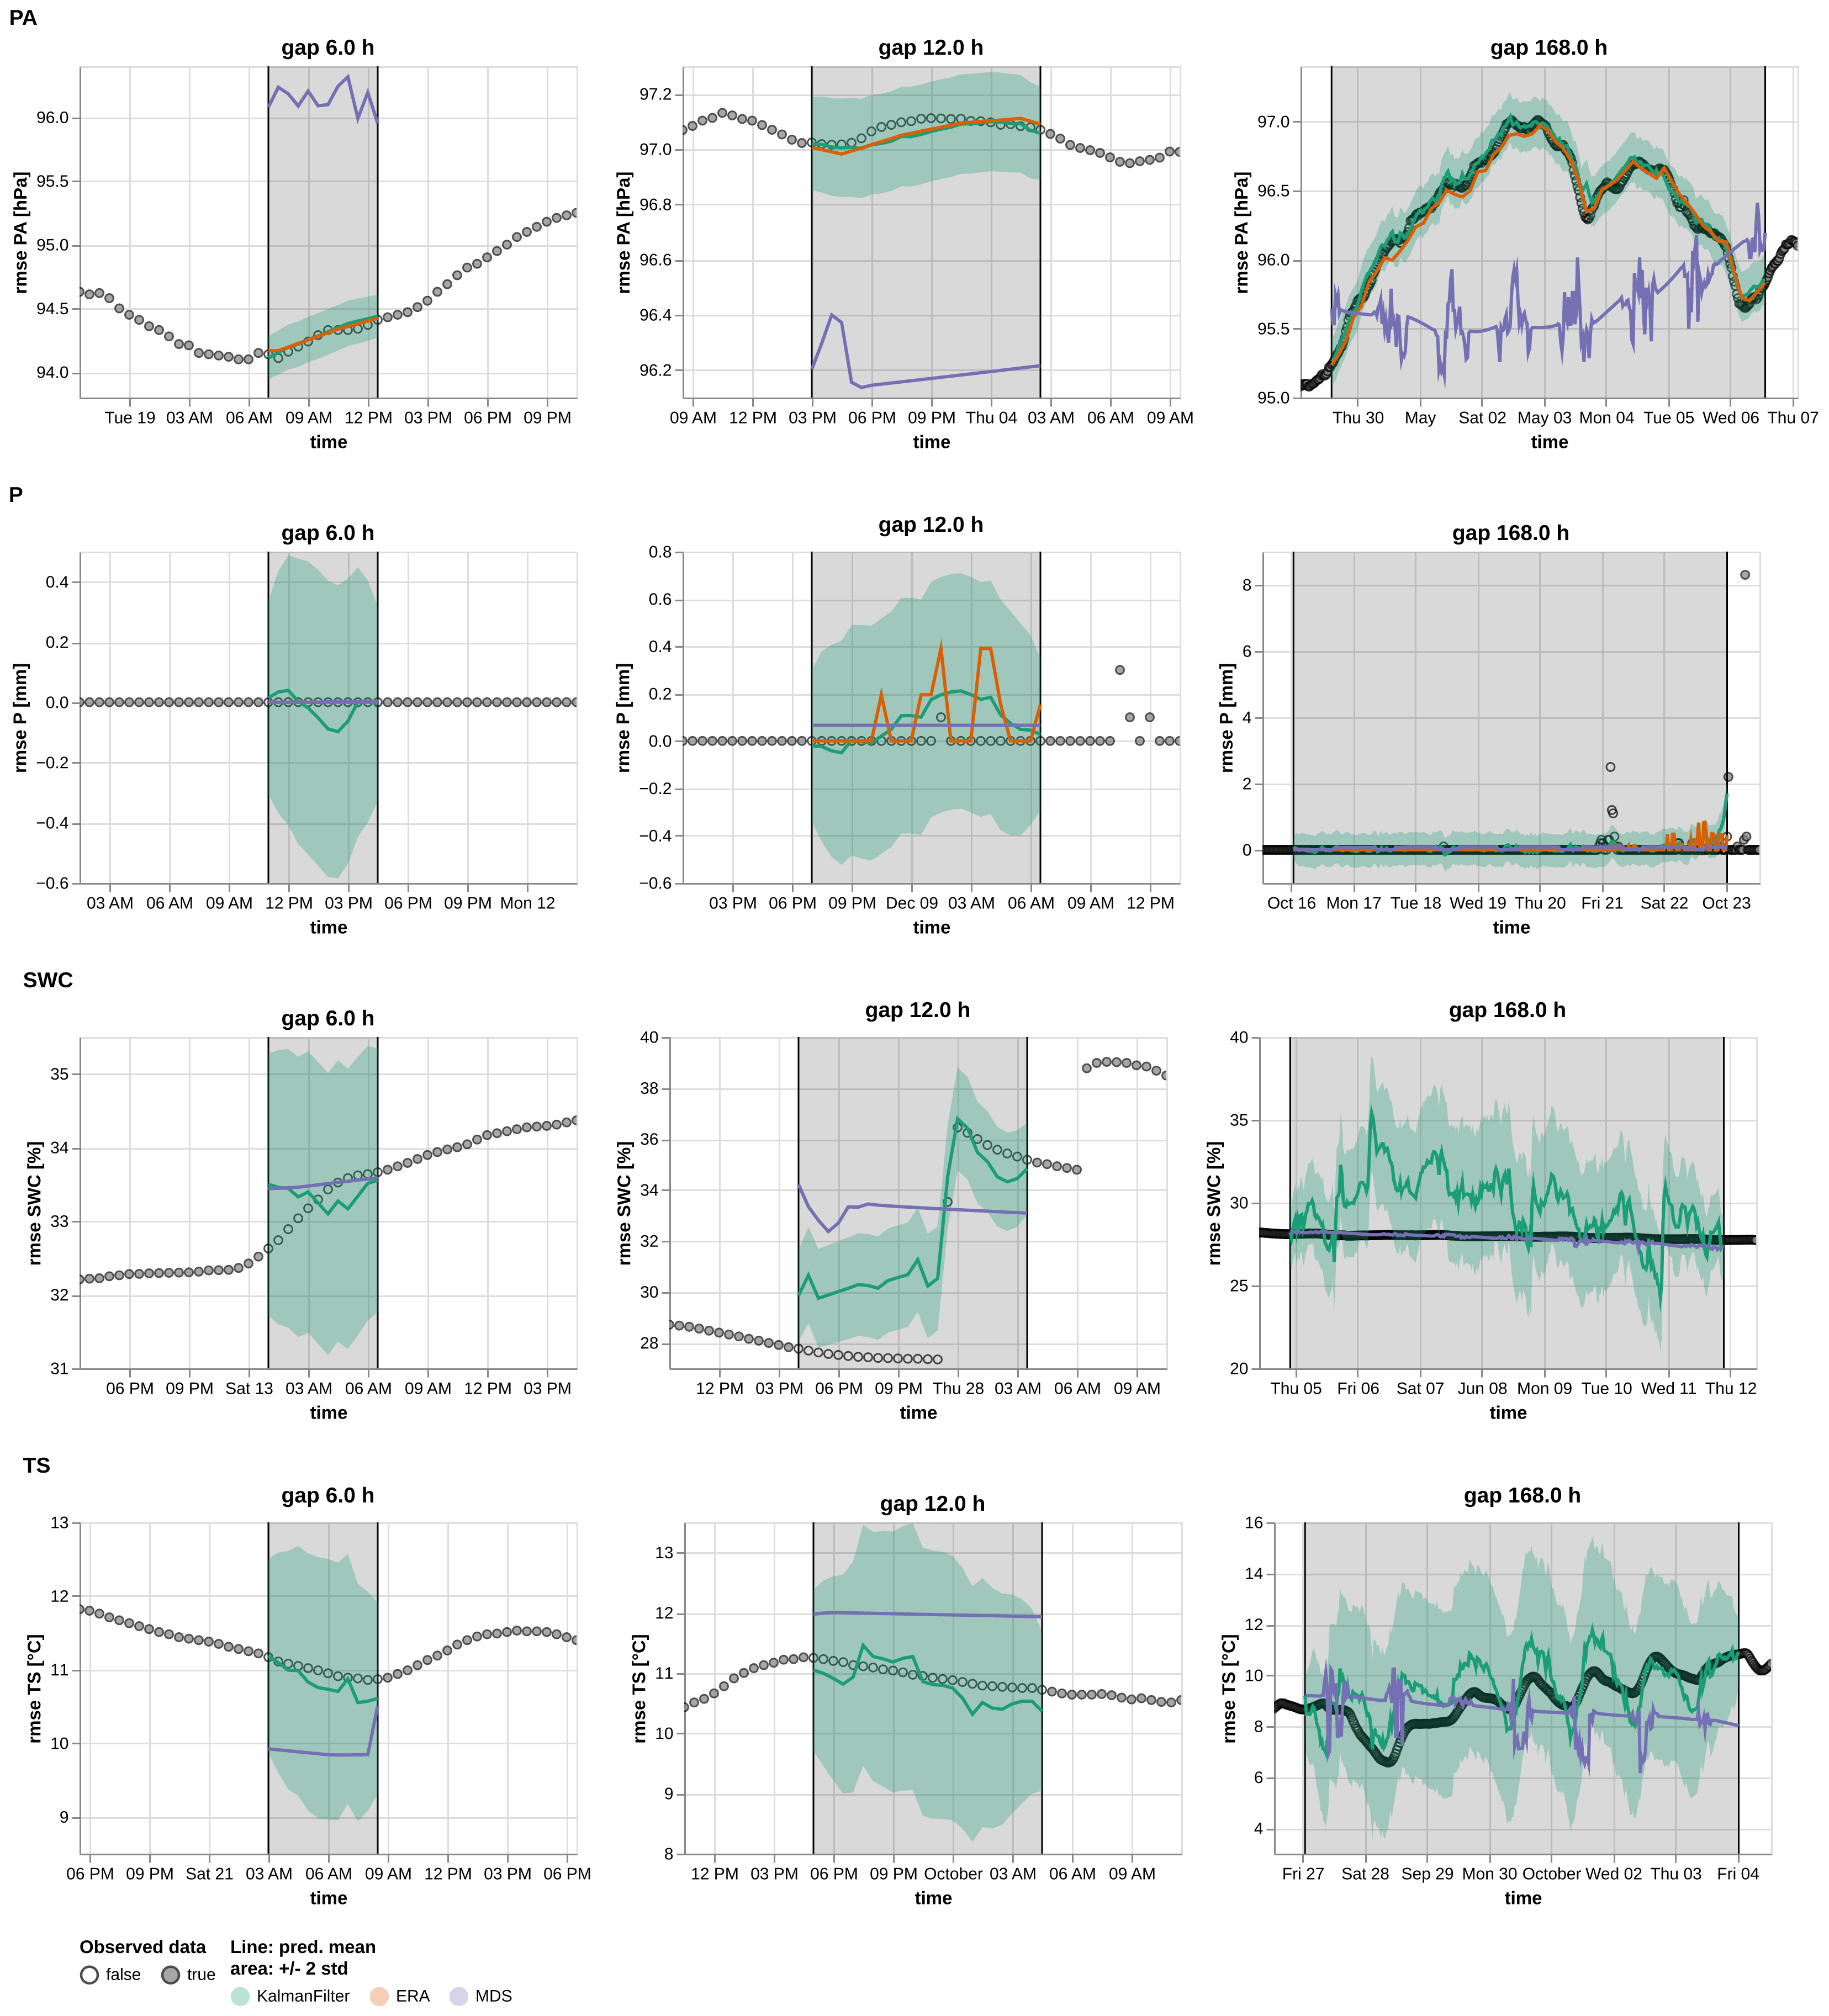 PA
gap 6.0 h
gap 12.0 h
gap 168.0 h
rmse PA [hPa]
96.0
95.5
95.0
94.5
94.0
Tue 19 03 AM 06 AM 09 AM 12 PM 03 PM 06 PM 09 PM
time
rmse PA [hPa]
97.2
97.0
96.8
96.6
96.4
96.2
09 AM 12 PM 03 PM 06 PM 09 PM Thu 04 03 AM 06 AM 09 AM
time
rmse PA [hPa]
97.0
96.5
96.0
95.5
95.0
Thu 30 May Sat 02 May 03 Mon 04 Tue 05 Wed 06 Thu 07
time
P
gap 6.0 h
gap 12.0 h
gap 168.0 h
rmse P [mm]
0.4
0.2
0.0
−0.2
−0.4
−0.6
03 AM 06 AM 09 AM 12 PM 03 PM 06 PM 09 PM Mon 12
time
rmse P [mm]
0.8
0.6
0.4
0.2
0.0
−0.2
−0.4
−0.6
03 PM 06 PM 09 PM Dec 09 03 AM 06 AM 09 AM 12 PM
time
rmse P [mm]
8
6
4
2
0
Oct 16 Mon 17 Tue 18 Wed 19 Thu 20 Fri 21 Sat 22 Oct 23
time
SWC
gap 6.0 h
gap 12.0 h
gap 168.0 h
rmse SWC [%]
35
34
33
32
31
06 PM 09 PM Sat 13 03 AM 06 AM 09 AM 12 PM 03 PM
time
rmse SWC [%]
40
38
36
34
32
30
28
12 PM 03 PM 06 PM 09 PM Thu 28 03 AM 06 AM 09 AM
time
rmse SWC [%]
40
35
30
25
20
Thu 05 Fri 06 Sat 07 Jun 08 Mon 09 Tue 10 Wed 11 Thu 12
time
TS
gap 6.0 h
gap 12.0 h
gap 168.0 h
rmse TS [°C]
13
12
11
10
9
06 PM 09 PM Sat 21 03 AM 06 AM 09 AM 12 PM 03 PM 06 PM
time
rmse TS [°C]
13
12
11
10
9
8
12 PM 03 PM 06 PM 09 PM October 03 AM 06 AM 09 AM
time
rmse TS [°C]
16
14
12
10
8
6
4
Fri 27 Sat 28 Sep 29 Mon 30 October Wed 02 Thu 03 Fri 04
time
Observed data
false true
Line: pred. mean
area: +/- 2 std
KalmanFilter ERA MDS